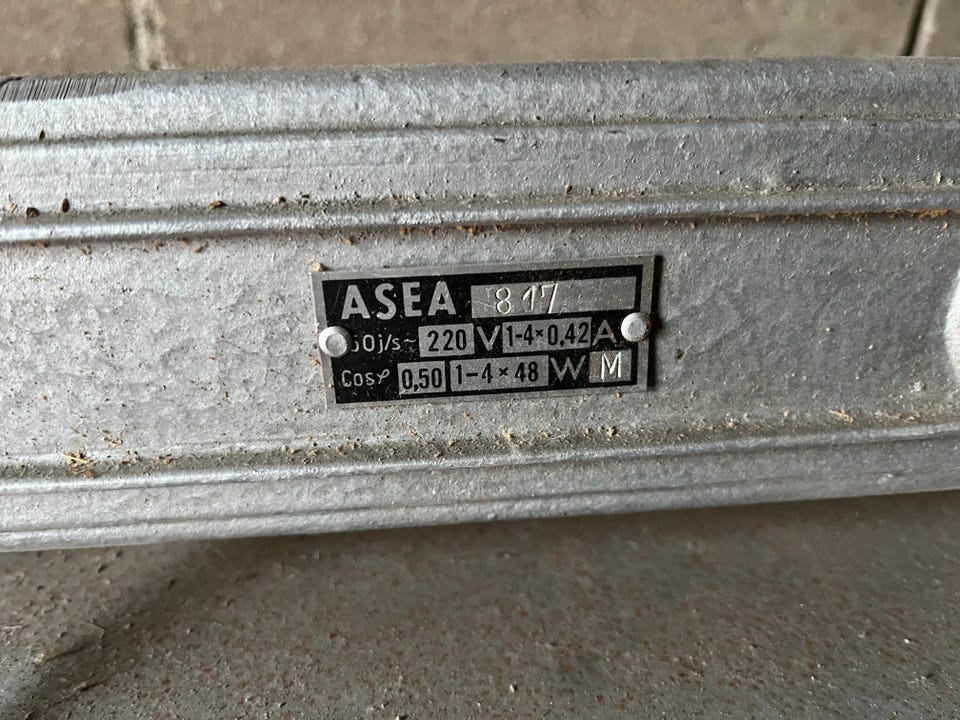 ASEA 817
50j/s~ 220 V 1-4×0,42 A
Cosφ 0,50 1-4×48 W M